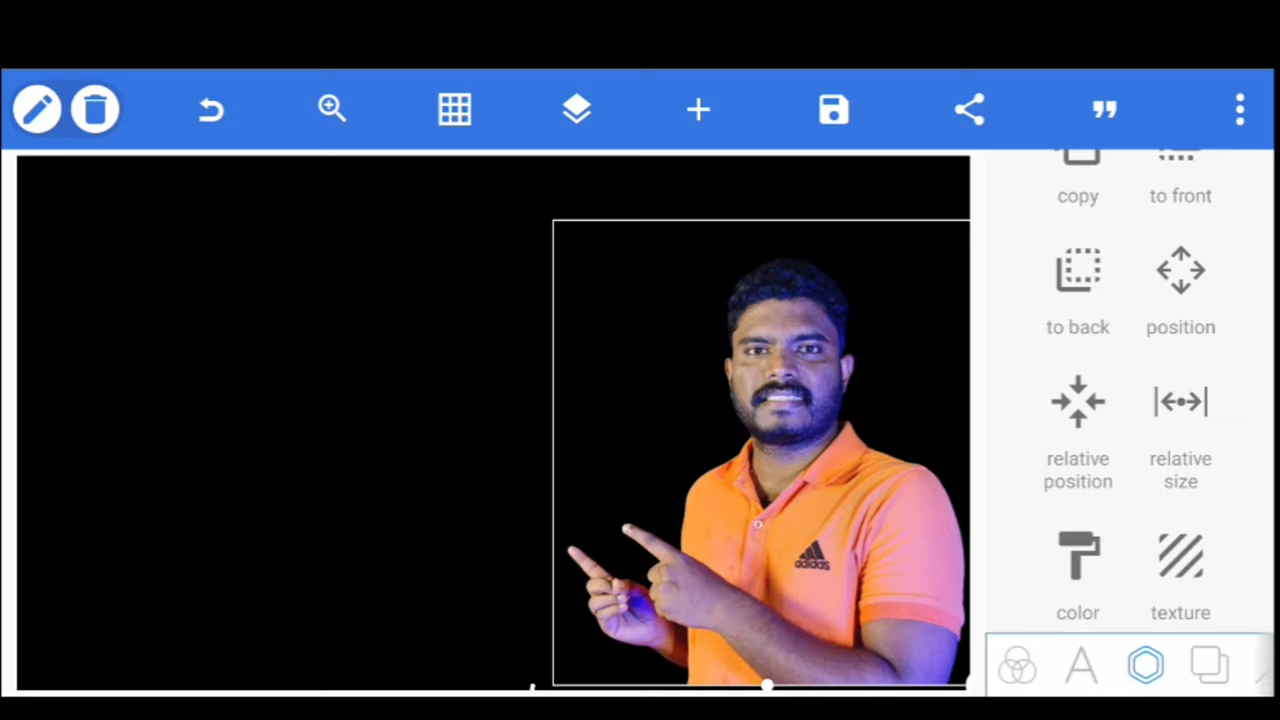 copy
to front
to back
position
relative
position
relative
size
adidas
color
texture